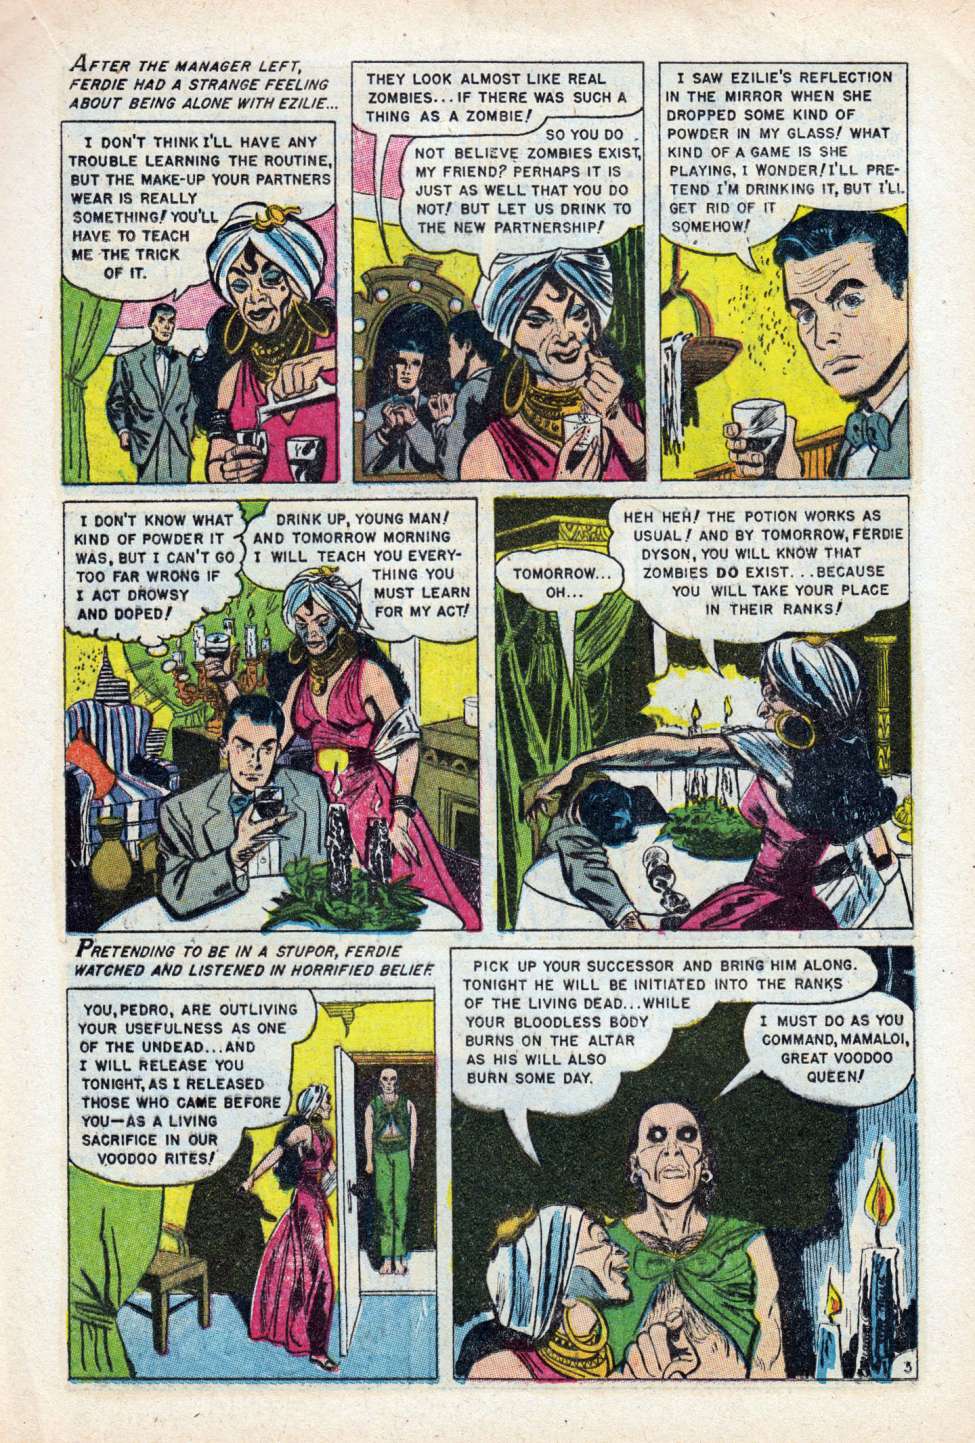 AFTER THE MANAGER LEFT,
FERDIE HAD A STRANGE FEELING
ABOUT BEING ALONE WITH EZILIE...
I DON'T THINK I'LL HAVE ANY
TROUBLE LEARNING THE ROUTINE,
BUT THE MAKE-UP YOUR PARTNERS
WEAR IS REALLY
SOMETHING! YOU'LL
HAVE TO TEACH
ME THE TRICK
OF IT.
THEY LOOK ALMOST LIKE REAL
ZOMBIES...IF THERE WAS SUCH A
THING AS A ZOMBIE!
SO YOU DO
NOT BELIEVE ZOMBIES EXIST,
MY FRIEND? PERHAPS IT IS
JUST AS WELL THAT YOU DO
NOT! BUT LET US DRINK TO
THE NEW PARTNERSHIP!
I SAW EZILIE'S REFLECTION
IN THE MIRROR WHEN SHE
DROPPED SOME KIND OF
POWDER IN MY GLASS! WHAT
KIND OF A GAME IS SHE
PLAYING, I WONDER! I'LL PRE-
TEND I'M DRINKING IT, BUT I'LL
GET RID OF IT
SOMEHOW!
I DON'T KNOW WHAT
KIND OF POWDER IT
WAS, BUT I CAN'T GO
TOO FAR WRONG IF
I ACT DROWSY
AND DOPED!
DRINK UP, YOUNG MAN!
AND TOMORROW MORNING
I WILL TEACH YOU EVERY-
THING YOU
MUST LEARN
FOR MY ACT!
TOMORROW...
OH...
HEH HEH! THE POTION WORKS AS
USUAL! AND BY TOMORROW, FERDIE
DYSON, YOU WILL KNOW THAT
ZOMBIES DO EXIST...BECAUSE
YOU WILL TAKE YOUR PLACE
IN THEIR RANKS!
PRETENDING TO BE IN A STUPOR, FERDIE
WATCHED AND LISTENED IN HORRIFIED BELIEF.
YOU, PEDRO, ARE OUTLIVING
YOUR USEFULNESS AS ONE
OF THE UNDEAD...AND
I WILL RELEASE YOU
TONIGHT, AS I RELEASED
THOSE WHO CAME BEFORE
YOU—AS A LIVING
SACRIFICE IN OUR
VOODOO RITES!
PICK UP YOUR SUCCESSOR AND BRING HIM ALONG.
TONIGHT HE WILL BE INITIATED INTO THE RANKS
OF THE LIVING DEAD...WHILE
YOUR BLOODLESS BODY
BURNS ON THE ALTAR
AS HIS WILL ALSO
BURN SOME DAY.
I MUST DO AS YOU
COMMAND, MAMALOI,
GREAT VOODOO
QUEEN!
3